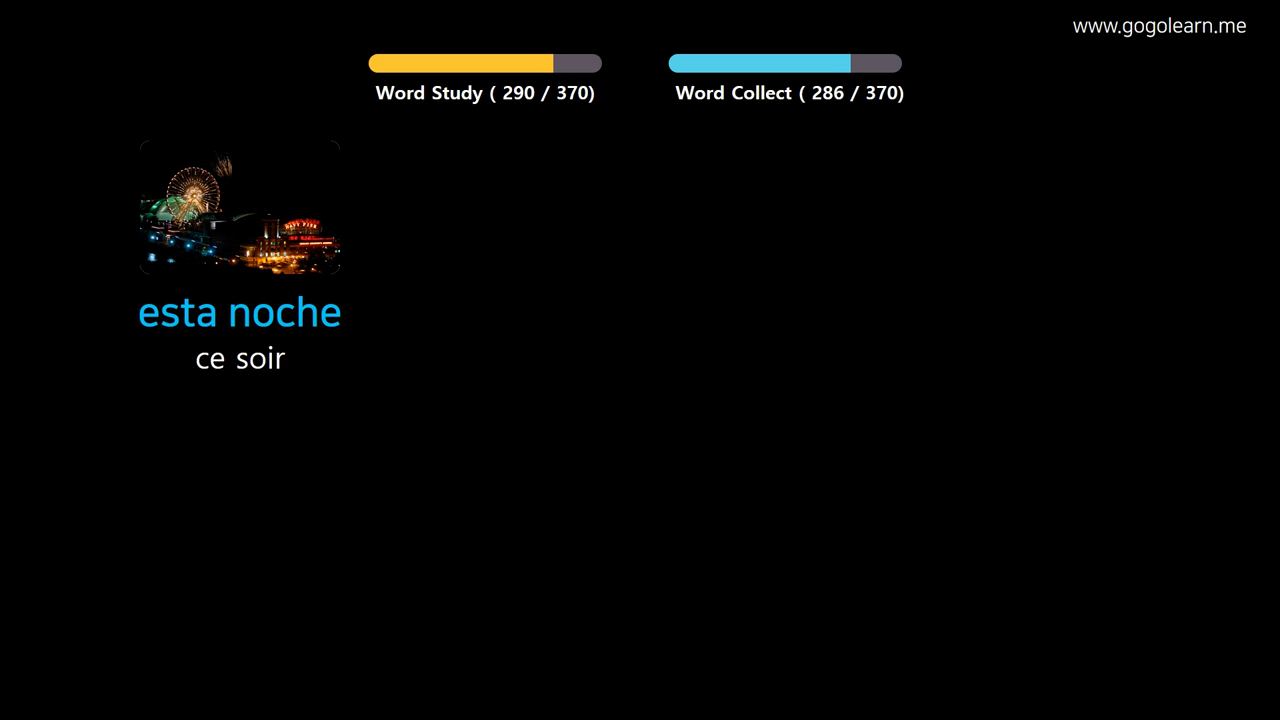 www.gogolearn.me
Word Study ( 290 / 370)
Word Collect ( 286 / 370)
esta noche
ce soir